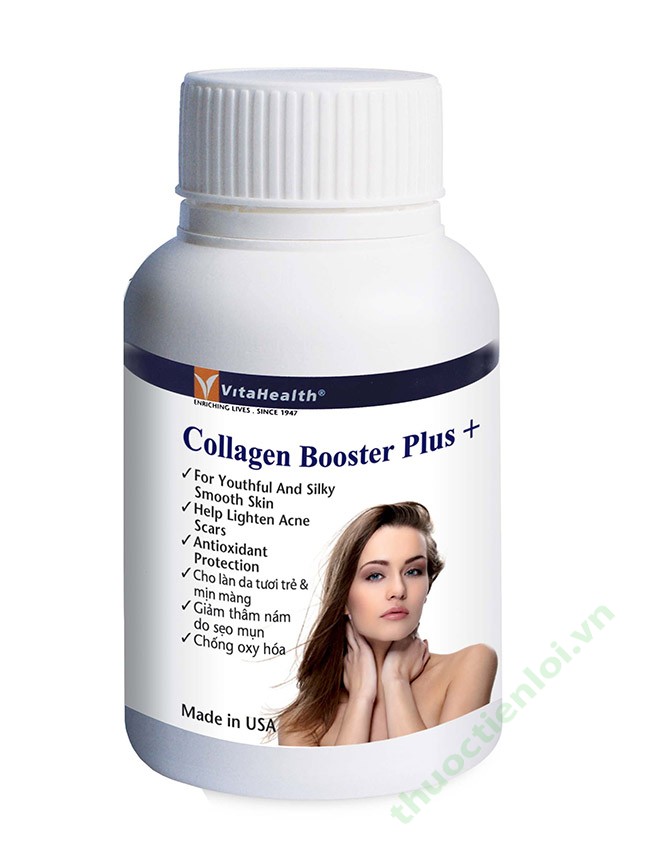 VitaHealth®
ENRICHING LIVES . SINCE 1947
Collagen Booster Plus +
✓For Youthful And Silky
Smooth Skin
✓Help Lighten Acne
Scars
✓Antioxidant
Protection
✓Cho làn da tươi trẻ &
mịn màng
✓Giảm thâm nám
do sẹo mụn
✓Chống oxy hóa
Made in USA
thuoctienloi.vn